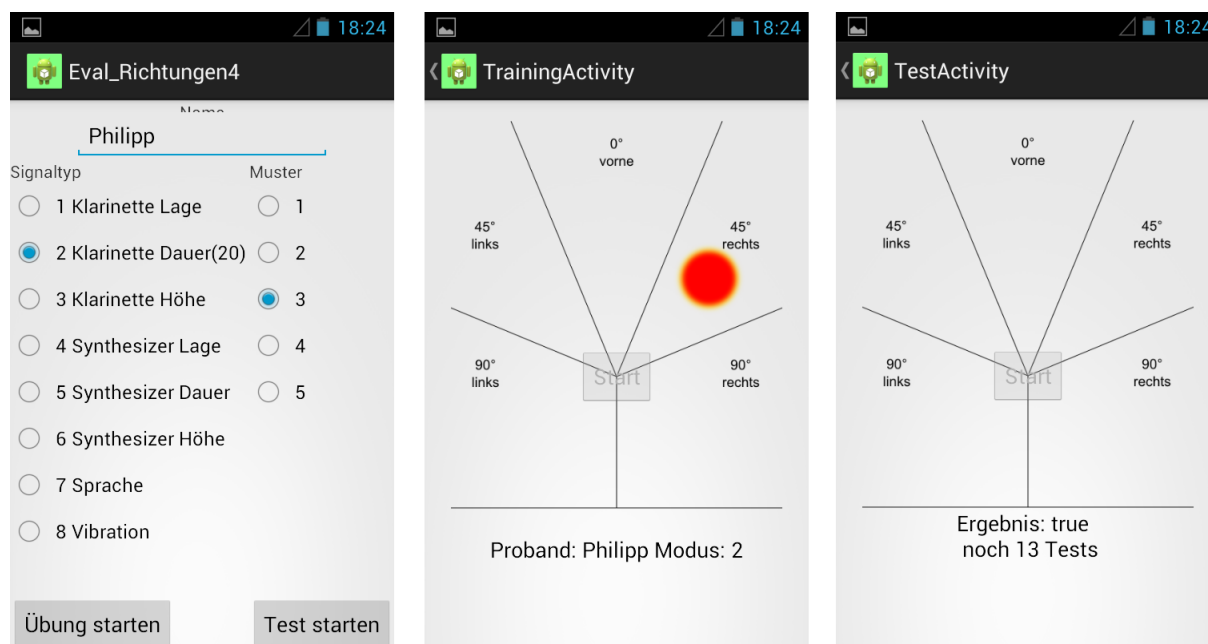 18:24
Eval_Richtungen4
Name
Philipp
Signaltyp
Muster
1 Klarinette Lage
1
2 Klarinette Dauer(20)
2
3 Klarinette Höhe
3
4 Synthesizer Lage
4
5 Synthesizer Dauer
5
6 Synthesizer Höhe
7 Sprache
8 Vibration
Übung starten
Test starten
18:24
TrainingActivity
0°
vorne
45°
links
45°
rechts
90°
links
Start
90°
rechts
Proband: Philipp Modus: 2
18:24
TestActivity
0°
vorne
45°
links
45°
rechts
90°
links
Start
90°
rechts
Ergebnis: true
noch 13 Tests